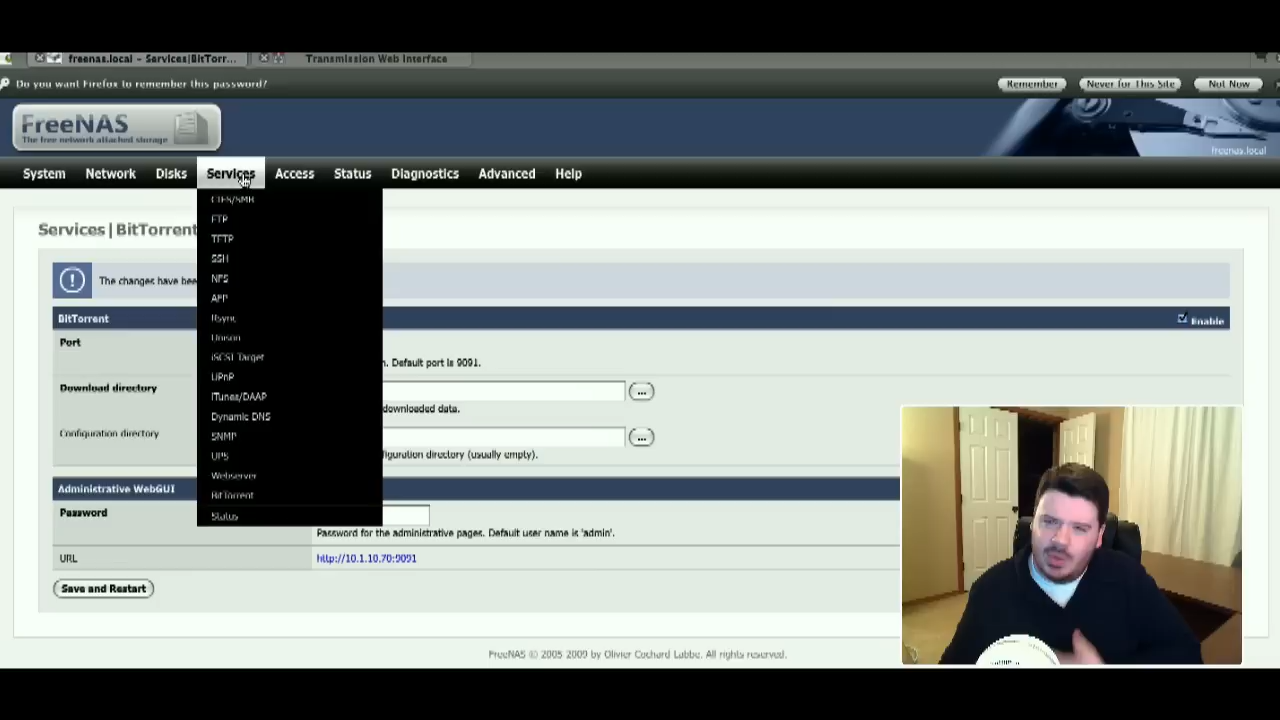 freenas.local - Services|BitTorr...
Transmission Web Interface
Do you want Firefox to remember this password?
Remember
Never for This Site
Not Now
FreeNAS
The free network attached storage
freenas.local
System
Network
Disks
Services
Access
Status
Diagnostics
Advanced
Help
CIFS/SMB
FTP
TFTP
SSH
NFS
AFP
Rsync
Unison
iSCSI Target
UPnP
iTunes/DAAP
Dynamic DNS
SNMP
UPS
Webserver
BitTorrent
Status
Services|BitTorrent
The changes have bee
BitTorrent
Enable
Port
n. Default port is 9091.
Download directory
...
downloaded data.
Configuration directory
...
figuration directory (usually empty).
Administrative WebGUI
Password
Password for the administrative pages. Default user name is 'admin'.
URL
http://10.1.10.70:9091
Save and Restart
FreeNAS © 2005-2009 by Olivier Cochard-Labbe. All rights reserved.